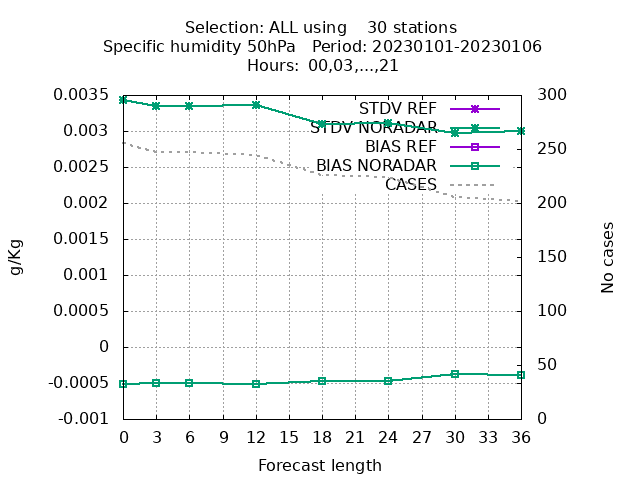 Selection: ALL using    30 stations
Specific humidity 50hPa   Period: 20230101-20230106
Hours: 00,03,...,21
STDV REF
STDV NORADAR
BIAS REF
BIAS NORADAR
CASES
0.0035
0.003
0.0025
0.002
0.0015
0.001
0.0005
0
-0.0005
-0.001
g/Kg
300
250
200
150
100
50
0
No cases
0 3 6 9 12 15 18 21 24 27 30 33 36
Forecast length